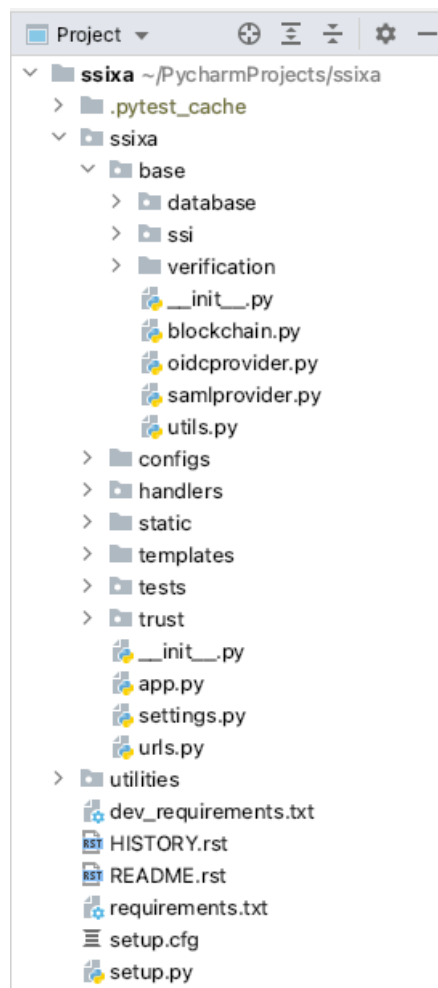 Project
ssixa ~/PycharmProjects/ssixa
.pytest_cache
ssixa
base
database
ssi
verification
__init__.py
blockchain.py
oidcprovider.py
samlprovider.py
utils.py
configs
handlers
static
templates
tests
trust
__init__.py
app.py
settings.py
urls.py
utilities
dev_requirements.txt
RST HISTORY.rst
RST README.rst
requirements.txt
setup.cfg
setup.py